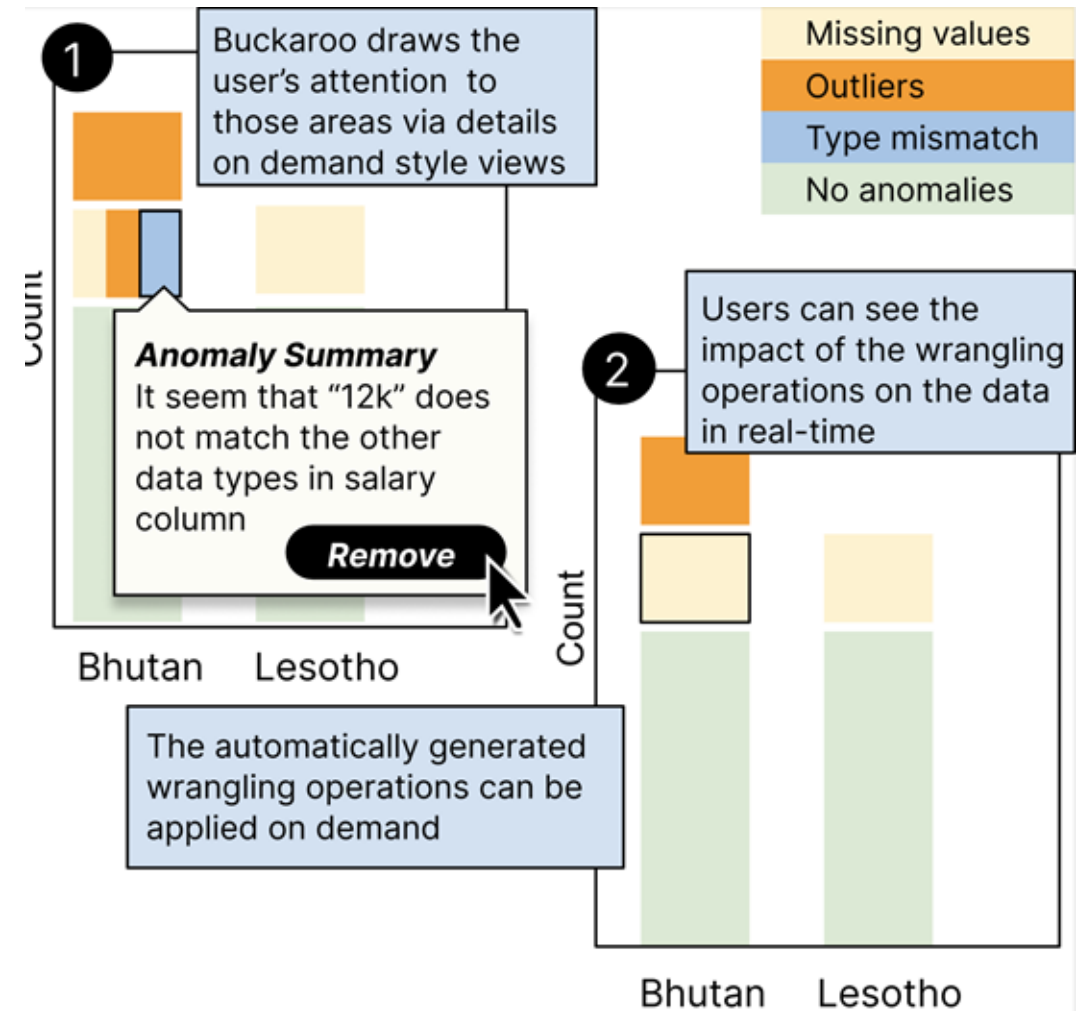 1
Buckaroo draws the
user's attention  to
those areas via details
on demand style views
Missing values
Outliers
Type mismatch
No anomalies
Count
Anomaly Summary
It seem that “12k” does
not match the other
data types in salary
column
Remove
Bhutan
Lesotho
2
Users can see the
impact of the wrangling
operations on the data
in real-time
Count
The automatically generated
wrangling operations can be
applied on demand
Bhutan
Lesotho